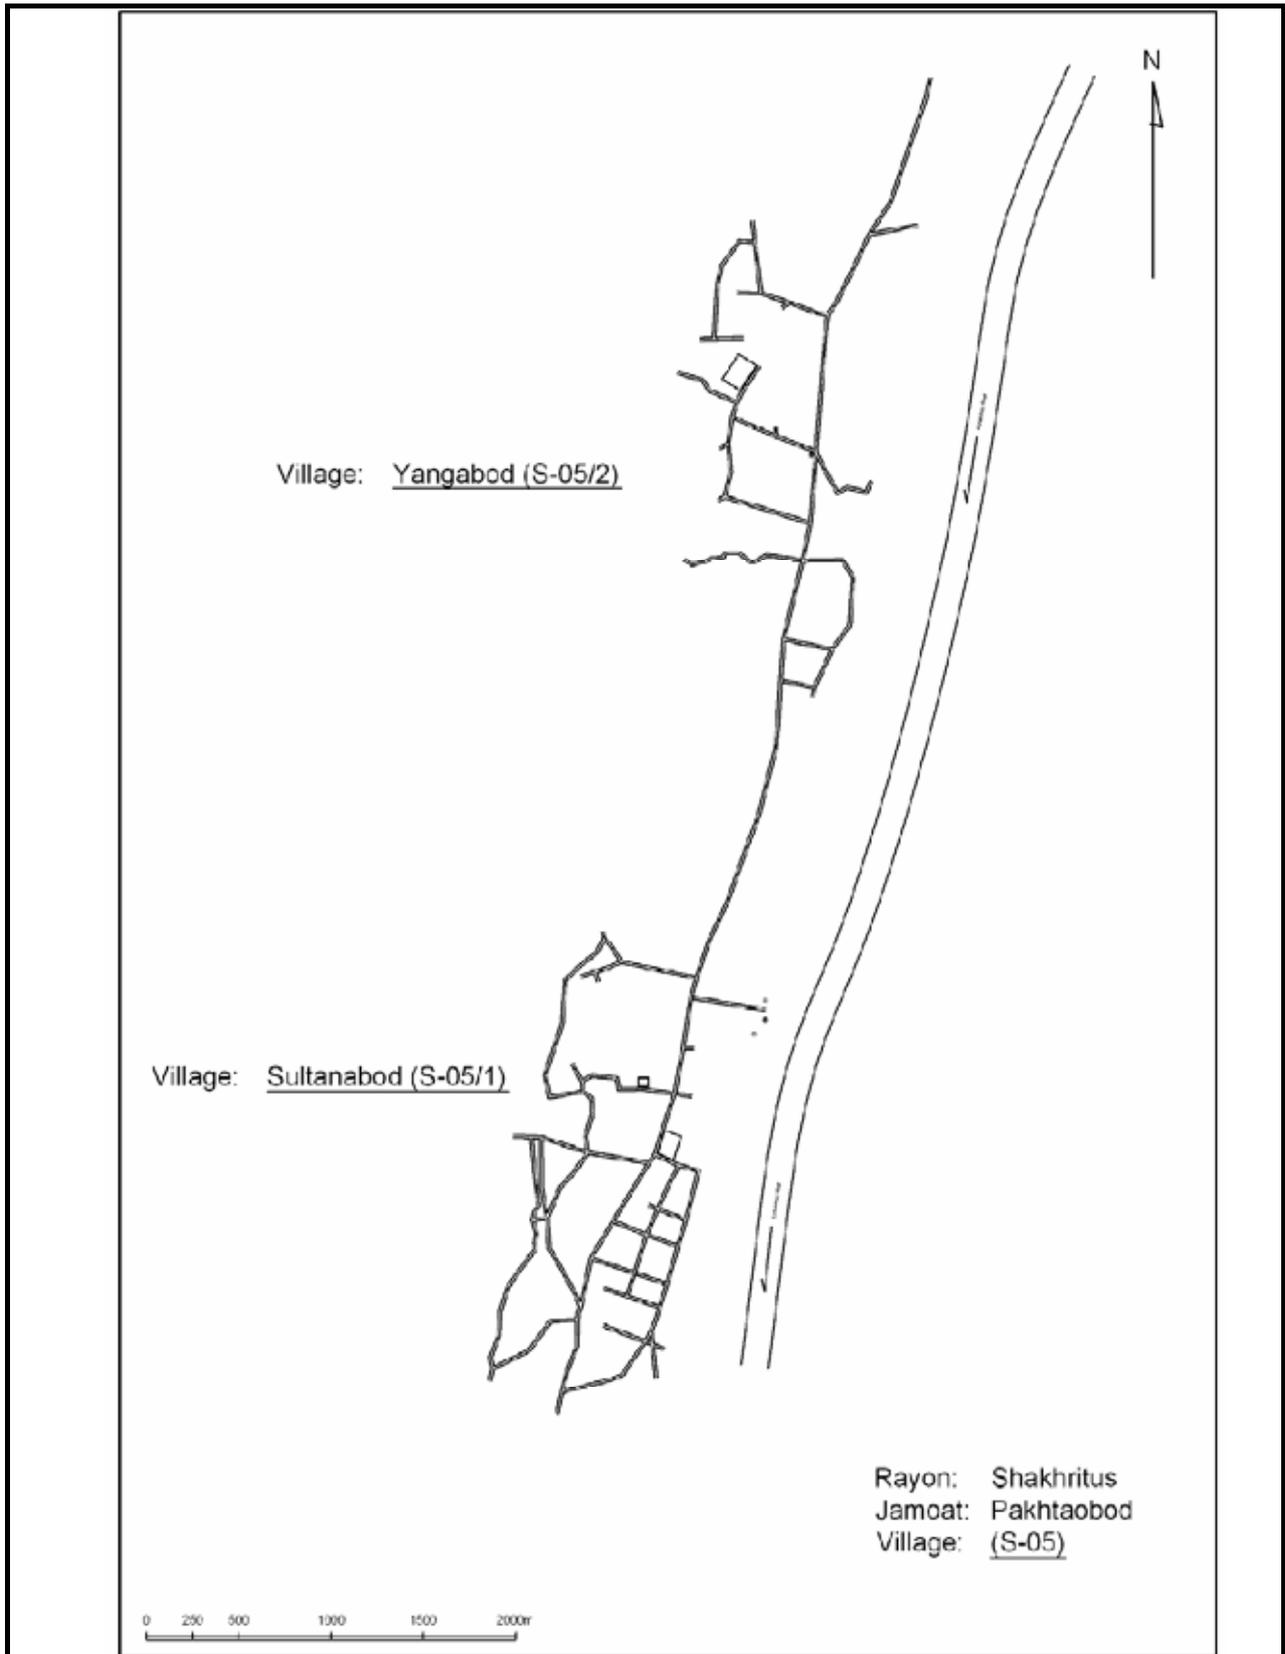 N
Village: Yangabod (S-05/2)
Village: Sultanabod (S-05/1)
Rayon: Shakhritus
Jamoat: Pakhtaobod
Village: (S-05)
0 250 500 1000 1500 2000m